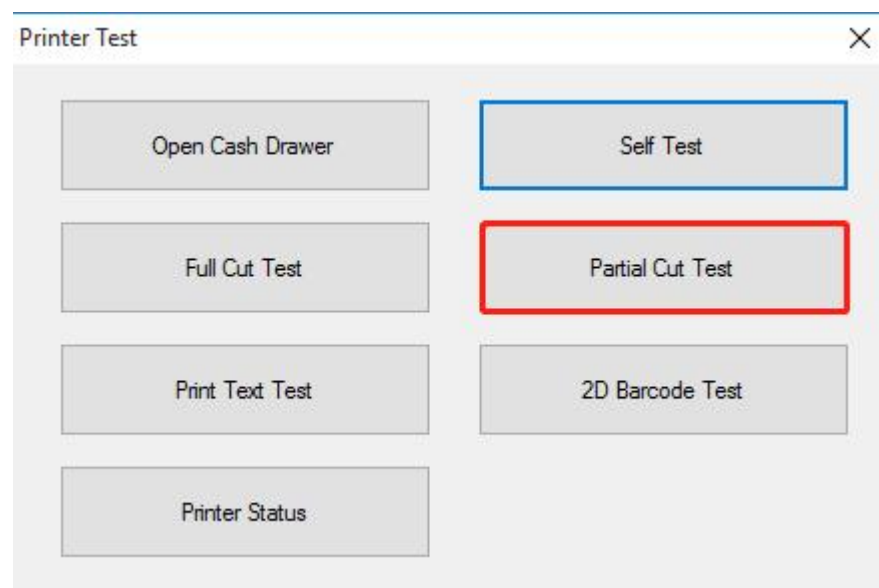 Printer Test
Open Cash Drawer
Self Test
Full Cut Test
Partial Cut Test
Print Text Test
2D Barcode Test
Printer Status